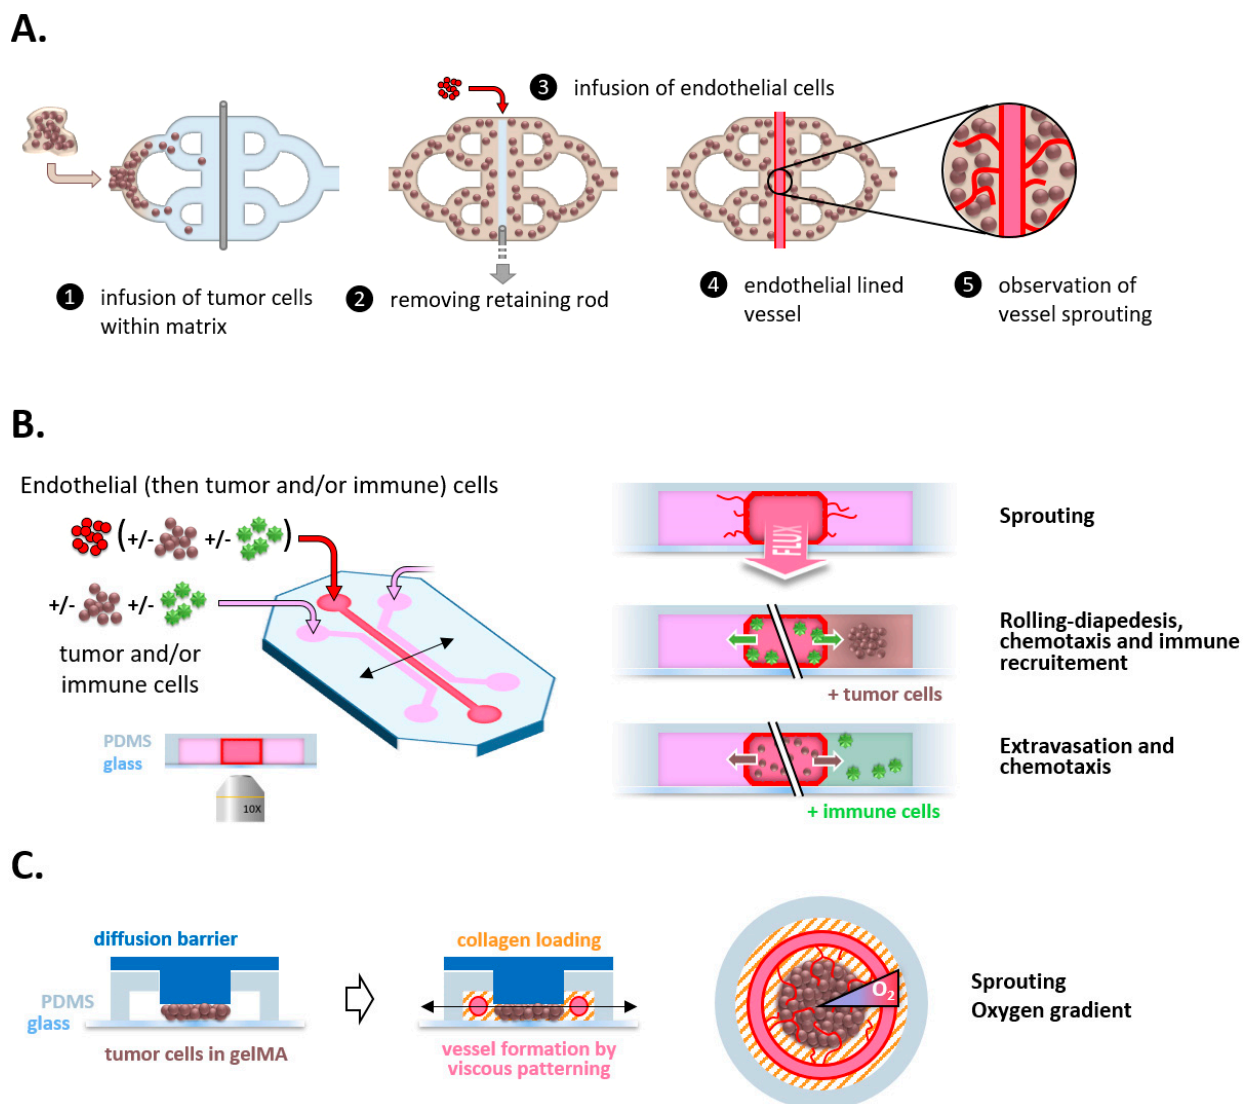 A.
3 infusion of endothelial cells
1 infusion of tumor cells
within matrix
2 removing retaining rod
4 endothelial lined
vessel
5 observation of
vessel sprouting
B.
Endothelial (then tumor and/or immune) cells
(+/- +/- )
+/- +/-
tumor and/or
immune cells
PDMS
glass
10X
FLUX
Sprouting
Rolling-diapedesis,
chemotaxis and immune
recruitement
+ tumor cells
Extravasation and
chemotaxis
+ immune cells
C.
diffusion barrier
PDMS
glass
tumor cells in gelMA
collagen loading
vessel formation by
viscous patterning
O₂
Sprouting
Oxygen gradient